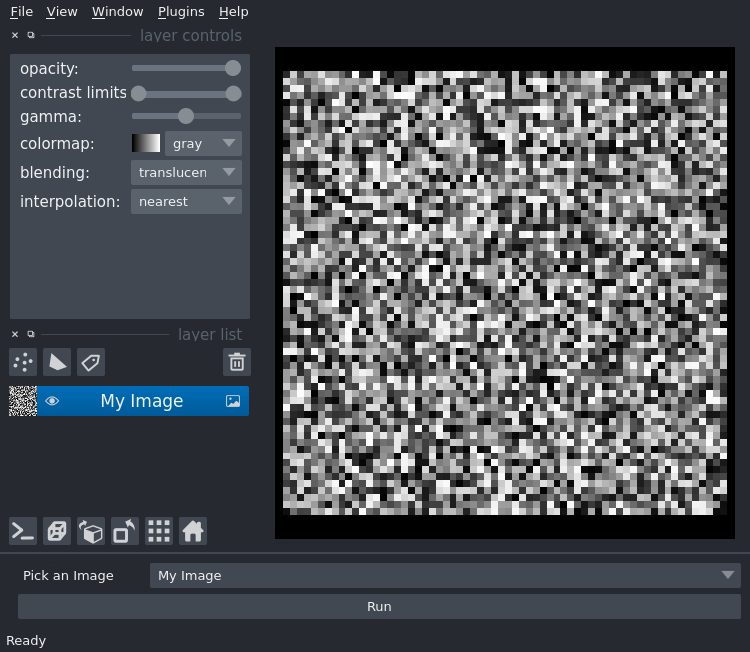 File View Window Plugins Help
layer controls
opacity:
contrast limits
gamma:
colormap: gray
blending: translucen
interpolation: nearest
layer list
My Image
Pick an Image My Image
Run
Ready